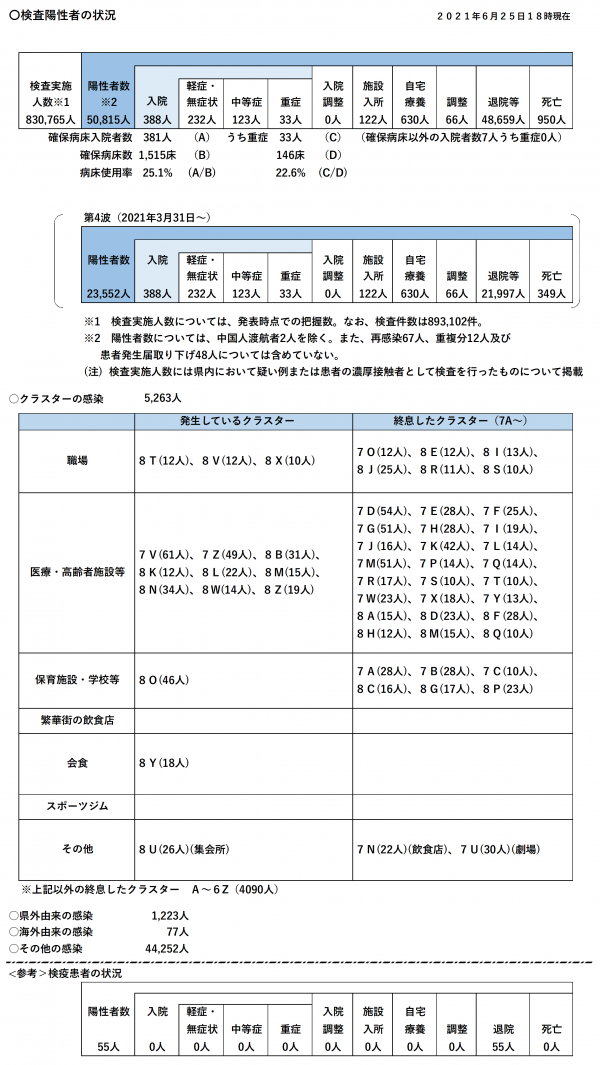 〇検査陽性者の状況 ２０２１年６月２５日１８時現在
検査実施人数※1 陽性者数※2 入院 軽症・無症状 中等症 重症 入院調整 施設入所 自宅療養 調整 退院等 死亡
830,765人 50,815人 388人 232人 123人 33人 0人 122人 630人 66人 48,659人 950人
確保病床入院者数 381人 （A） うち重症 33人 （C） （確保病床以外の入院者数7人うち重症0人）
確保病床数 1,515床 （B） 146床 （D）
病床使用率 25.1% （A/B) 22.6% （C/D）
第4波（2021年3月31日～）
陽性者数 入院 軽症・無症状 中等症 重症 入院調整 施設入所 自宅療養 調整 退院等 死亡
23,552人 388人 232人 123人 33人 0人 122人 630人 66人 21,997人 349人
※1 検査実施人数については、発表時点での把握数。なお、検査件数は893,102件。
※2 陽性者数については、中国人渡航者2人を除く。また、再感染67人、重複分12人及び
患者発生届取り下げ48人については含めていない。
（注）検査実施人数には県内において疑い例または患者の濃厚接触者として検査を行ったものについて掲載
○クラスターの感染 5,263人
発生しているクラスター 終息したクラスター（7A～）
職場
８Ｔ(12人)、８Ｖ(12人)、８Ｘ(10人)
７Ｏ(12人)、８Ｅ(12人)、８Ｉ(13人)、
８Ｊ(25人)、８Ｒ(11人)、８Ｓ(10人)
医療・高齢者施設等
７Ｖ(61人)、７Ｚ(49人)、８Ｂ(31人)、
８Ｋ(12人)、８Ｌ(22人)、８Ｍ(15人)、
８Ｎ(34人)、８Ｗ(14人)、８Ｚ(19人)
７Ｄ(54人)、７Ｅ(28人)、７Ｆ(25人)、
７Ｇ(51人)、７Ｈ(28人)、７Ｉ(19人)、
７Ｊ(16人)、７Ｋ(42人)、７Ｌ(14人)、
７Ｍ(51人)、７Ｐ(14人)、７Ｑ(14人)、
７Ｒ(17人)、７Ｓ(10人)、７Ｔ(10人)、
７Ｗ(23人)、７Ｘ(18人)、７Ｙ(13人)、
８Ａ(15人)、８Ｄ(23人)、８Ｆ(28人)、
８Ｈ(12人)、８Ｍ(15人)、８Ｑ(10人)
保育施設・学校等
８Ｏ(46人)
７Ａ(28人)、７Ｂ(28人)、７Ｃ(10人)、
８Ｃ(16人)、８Ｇ(17人)、８Ｐ(23人)
繁華街の飲食店
会食
８Ｙ(18人)
スポーツジム
その他
８Ｕ(26人)(集会所)
７Ｎ(22人)(飲食店)、７Ｕ(30人)(劇場)
※上記以外の終息したクラスター Ａ～６Ｚ（4090人）
○県外由来の感染 1,223人
○海外由来の感染 77人
○その他の感染 44,252人
<参考>検疫患者の状況
陽性者数 入院 軽症・無症状 中等症 重症 入院調整 施設入所 自宅療養 調整 退院 死亡
55人 0人 0人 0人 0人 0人 0人 0人 0人 55人 0人